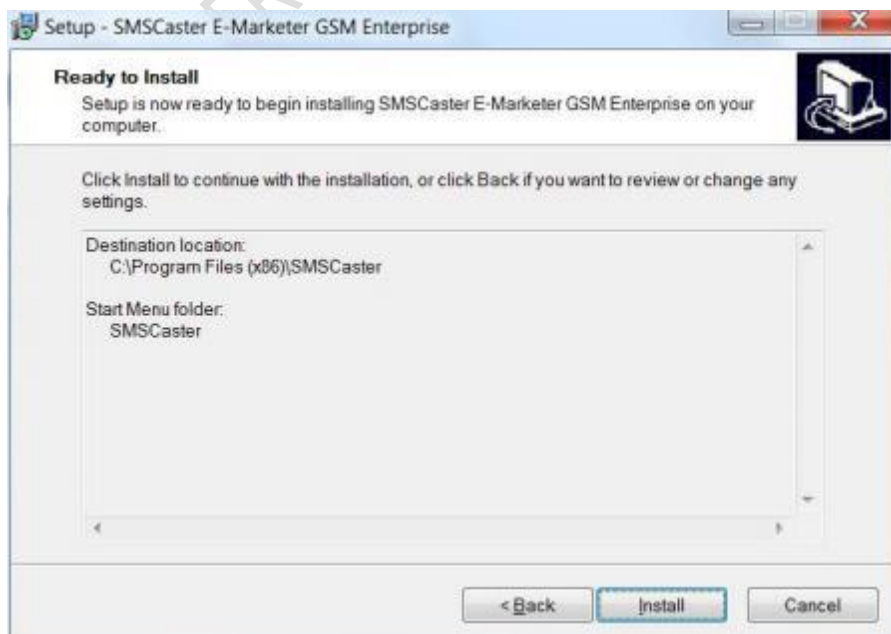 Setup - SMSCaster E-Marketer GSM Enterprise
Ready to Install
Setup is now ready to begin installing SMSCaster E-Marketer GSM Enterprise on your
computer.
Click Install to continue with the installation, or click Back if you want to review or change any
settings.
Destination location:
C:\Program Files (x86)\SMSCaster
Start Menu folder:
SMSCaster
< Back
Install
Cancel